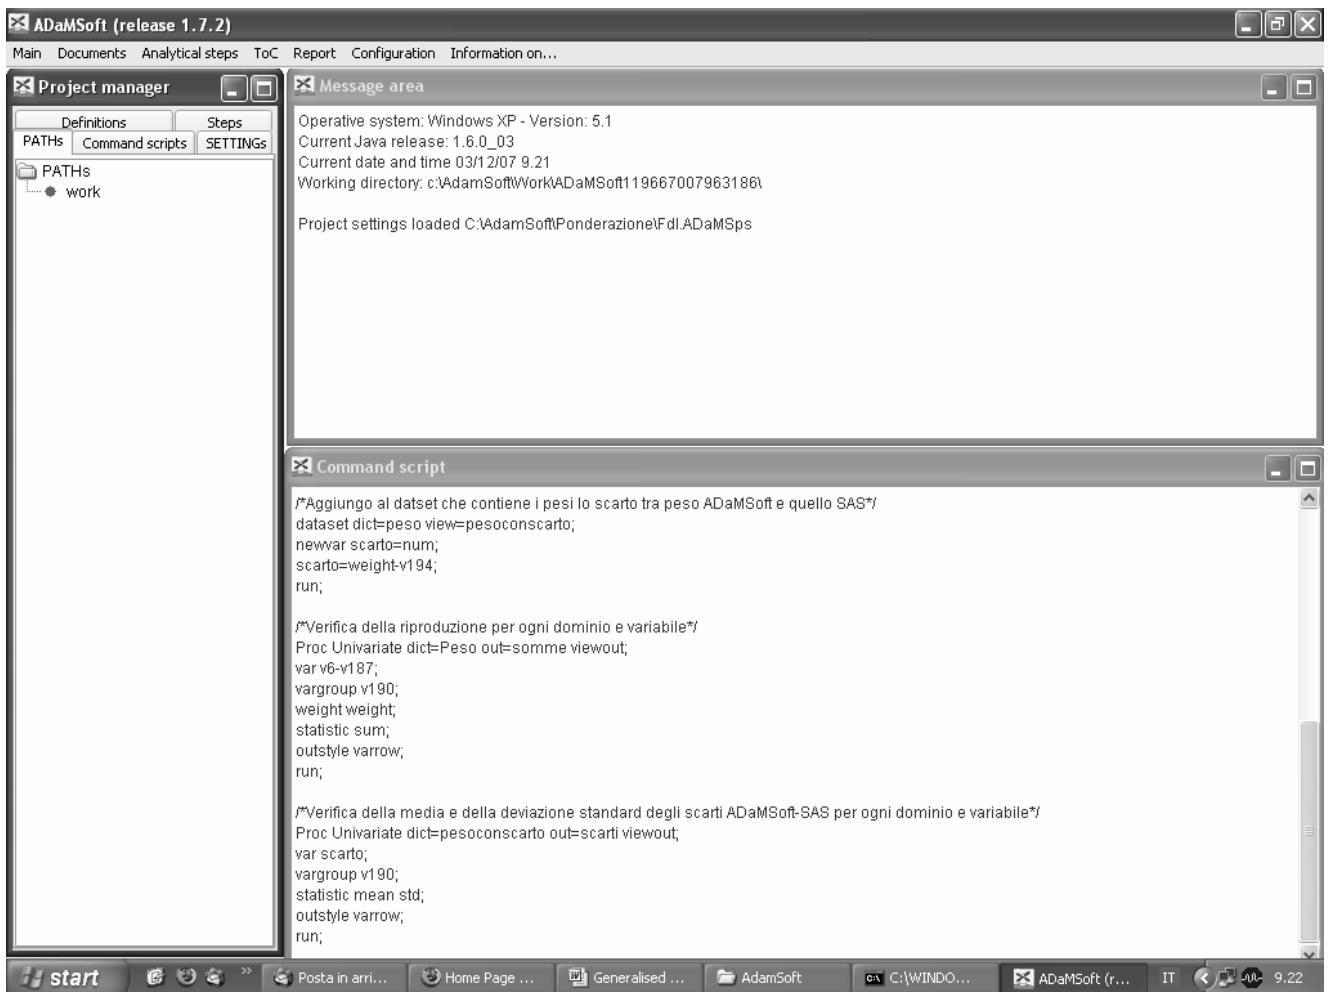 ADaMSoft (release 1.7.2)
Main Documents Analytical steps ToC Report Configuration Information on...
Project manager
Definitions Steps
PATHs Command scripts SETTINGs
PATHs
work
Message area
Operative system: Windows XP - Version: 5.1
Current Java release: 1.6.0_03
Current date and time 03/12/07 9.21
Working directory: c:\AdamSoft\Work\ADaMSoft119667007963186\
Project settings loaded C:\AdamSoft\Ponderazione\Fdl.ADaMSps
Command script
/*Aggiungo al datset che contiene i pesi lo scarto tra peso ADaMSoft e quello SAS*/
dataset dict=peso view=pesoconscarto;
newvar scarto=num;
scarto=weight-v194;
run;
/*Verifica della riproduzione per ogni dominio e variabile*/
Proc Univariate dict=Peso out=somme viewout;
var v6-v187;
vargroup v190;
weight weight;
statistic sum;
outstyle varrow;
run;
/*Verifica della media e della deviazione standard degli scarti ADaMSoft-SAS per ogni dominio e variabile*/
Proc Univariate dict=pesoconscarto out=scarti viewout;
var scarto;
vargroup v190;
statistic mean std;
outstyle varrow;
run;
start » Posta in arri... Home Page ... Generalised ... AdamSoft C:\WINDO... ADaMSoft (r... IT 9.22